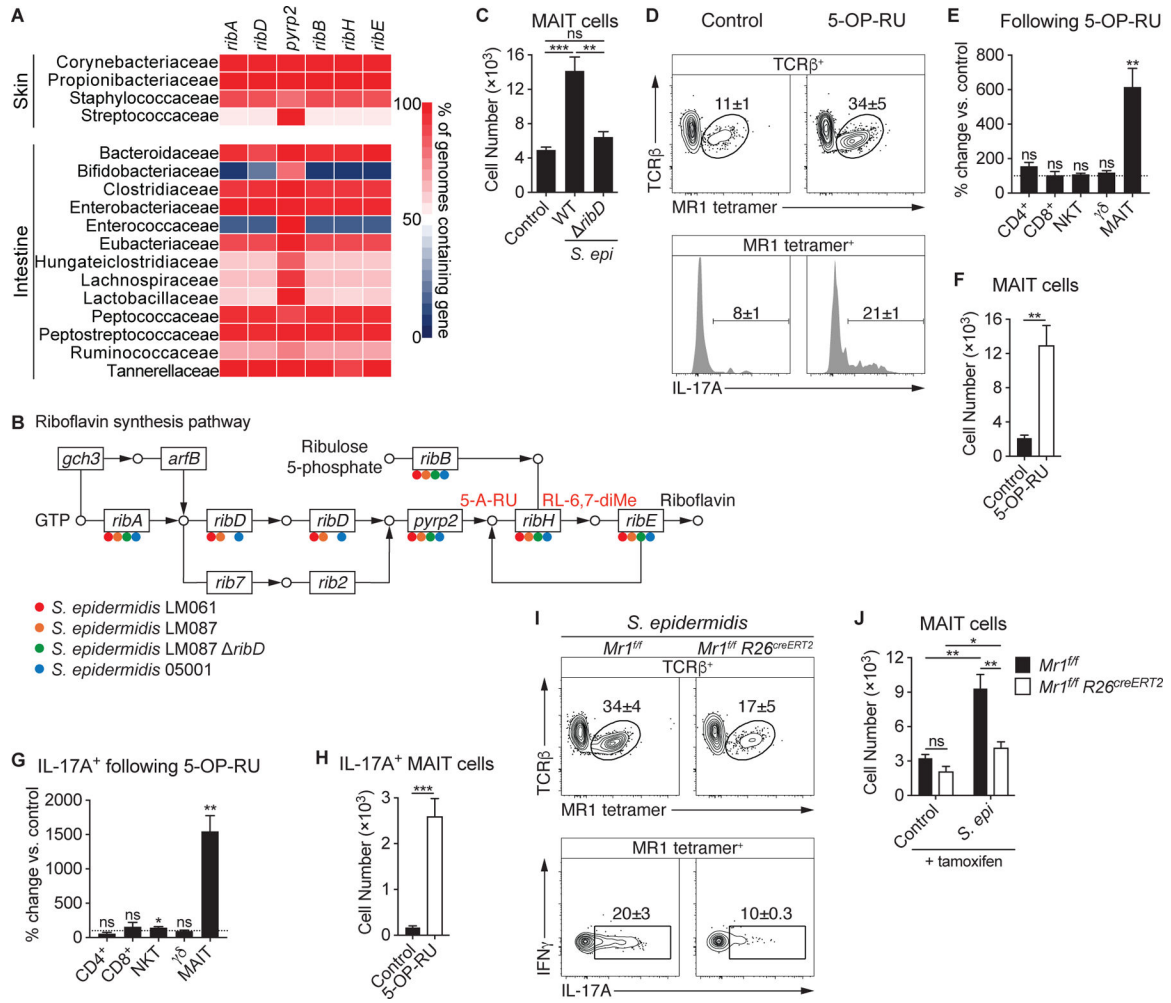 A
ribA ribD pyrp2 ribB ribH ribE
Skin
Corynebacteriaceae
Propionibacteriaceae
Staphylococcaceae
Streptococcaceae
Intestine
Bacteroidaceae
Bifidobacteriaceae
Clostridiaceae
Enterobacteriaceae
Enterococcaceae
Eubacteriaceae
Hungateiclostridiaceae
Lachnospiraceae
Lactobacillaceae
Peptococcaceae
Peptostreptococcaceae
Ruminococcaceae
Tannerellaceae
100
50
0
% of genomes containing gene
C
MAIT cells
ns
*** **
Cell Number (×10³)
16
12
8
4
0
Control
WT
ΔribD
S. epi
D
Control 5-OP-RU
TCRβ⁺
11±1 34±5
TCRβ
MR1 tetramer
MR1 tetramer⁺
8±1 21±1
IL-17A
E
Following 5-OP-RU
% change vs. control
800
600
400
200
0
ns ns ns ns **
CD4⁺ CD8⁺ NKT γδ MAIT
F
MAIT cells
**
Cell Number (×10³)
16
12
8
4
0
Control
5-OP-RU
B Riboflavin synthesis pathway
gch3 arfB
Ribulose
5-phosphate
ribB
5-A-RU RL-6,7-diMe Riboflavin
GTP ribA ribD ribD pyrp2 ribH ribE
rib7 rib2
S. epidermidis LM061
S. epidermidis LM087
S. epidermidis LM087 ΔribD
S. epidermidis 05001
G
IL-17A⁺ following 5-OP-RU
% change vs. control
2000
1500
1000
500
100
0
ns ns * ns **
CD4⁺ CD8⁺ NKT γδ MAIT
H
IL-17A⁺ MAIT cells
***
Cell Number (×10³)
3
2
1
0
Control
5-OP-RU
I
S. epidermidis
Mr1f/f Mr1f/f R26creERT2
TCRβ⁺
34±4 17±5
TCRβ
MR1 tetramer
MR1 tetramer⁺
20±3 10±0.3
IFNγ
IL-17A
J
MAIT cells
*
**
**
ns
Mr1f/f
Mr1f/f R26creERT2
Cell Number (×10³)
12
9
6
3
0
Control
S. epi
+ tamoxifen